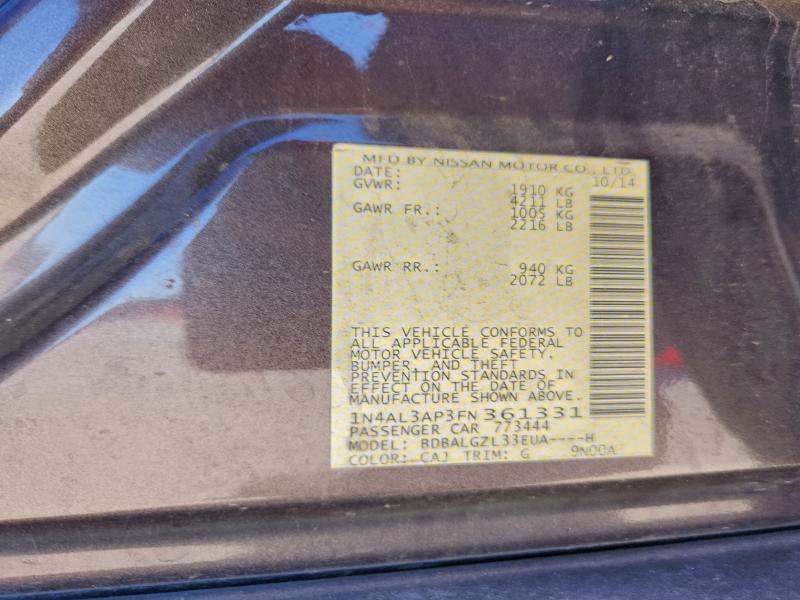 MFD BY NISSAN MOTOR CO., LTD.
DATE: 10/14
GVWR: 1910 KG
4211 LB
GAWR FR.: 1005 KG
2216 LB
GAWR RR.: 940 KG
2072 LB
THIS VEHICLE CONFORMS TO
ALL APPLICABLE FEDERAL
MOTOR VEHICLE SAFETY,
BUMPER, AND THEFT
PREVENTION STANDARDS IN
EFFECT ON THE DATE OF
MANUFACTURE SHOWN ABOVE.
1N4AL3AP3FN361331
PASSENGER CAR 773444
MODEL: BDBALGZL33EUA----H
COLOR: CAJ TRIM: G 9N00A